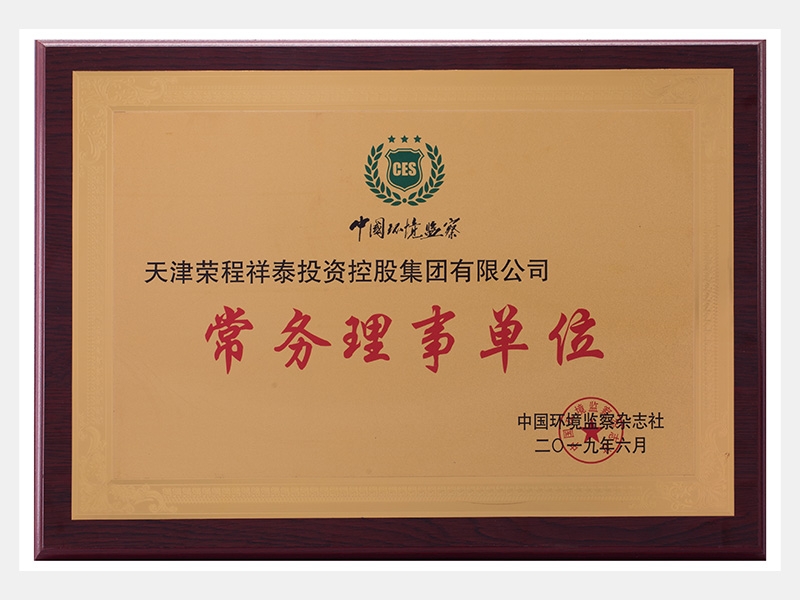 CES
中國环境监察
天津荣程祥泰投资控股集团有限公司
常务理事单位
中国环境监察杂志社
二〇一九年六月